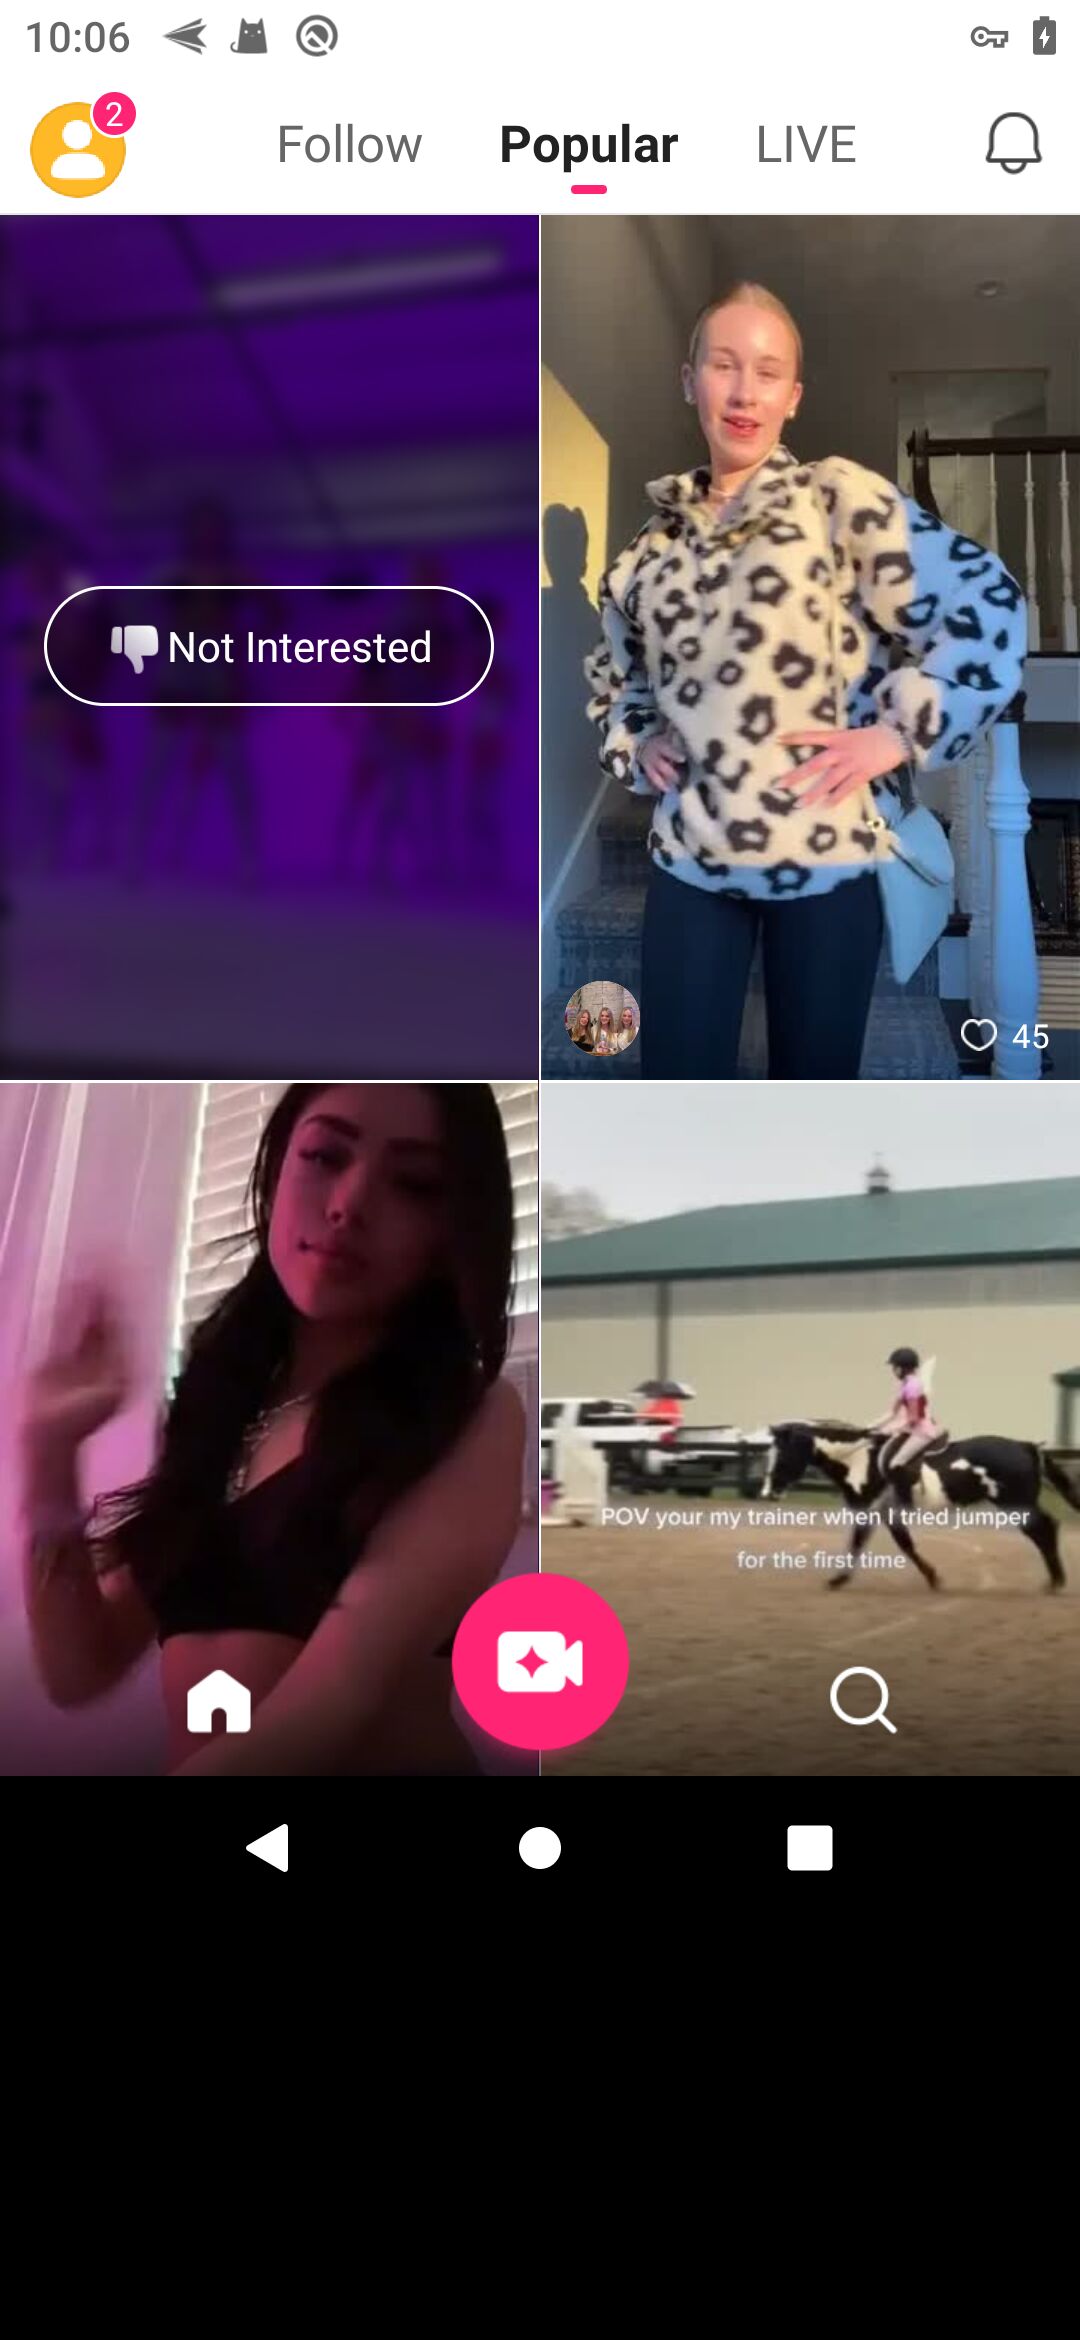 10:06
2
Follow Popular LIVE
Not Interested
45
POV your my trainer when I tried jumper
for the first time